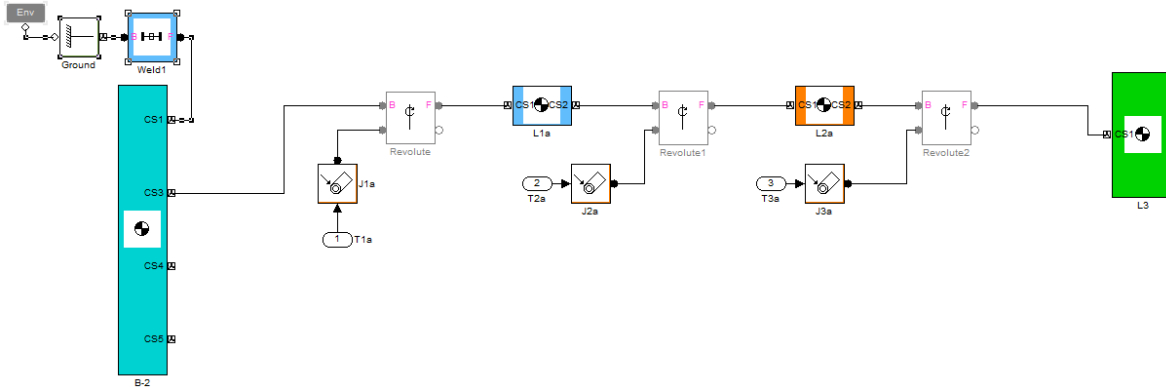 Env
B F
Ground
Weld1
CS1
B F
CS1 CS2
B F
CS1 CS2
B F
L1a
L2a
CS1
Revolute
Revolute1
Revolute2
CS3
J1a
2
3
T2a
J2a
T3a
J3a
L3
1
T1a
CS4
CS5
B-2